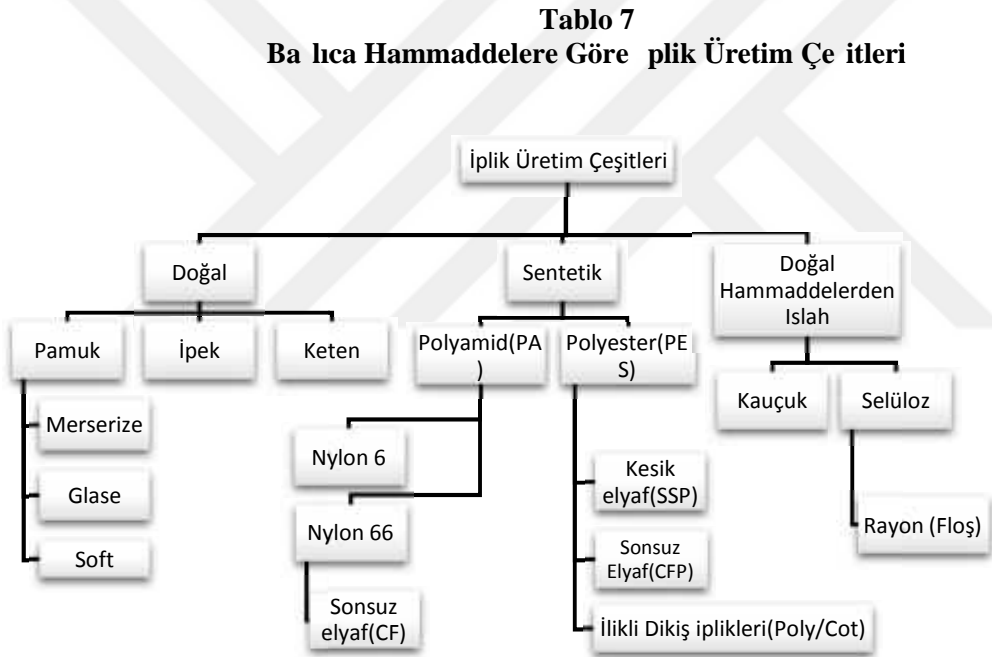 Tablo 7
Ba lıca Hammaddelere Göre plik Üretim Çe itleri
İplik Üretim Çeşitleri
Doğal
Sentetik
Doğal
Hammaddelerden
Islah
Pamuk
İpek
Keten
Polyamid(PA
)
Polyester(PE
S)
Kauçuk
Selüloz
Merserize
Glase
Soft
Nylon 6
Nylon 66
Sonsuz
elyaf(CF)
Kesik
elyaf(SSP)
Sonsuz
Elyaf(CFP)
İlikli Dikiş iplikleri(Poly/Cot)
Rayon (Floş)